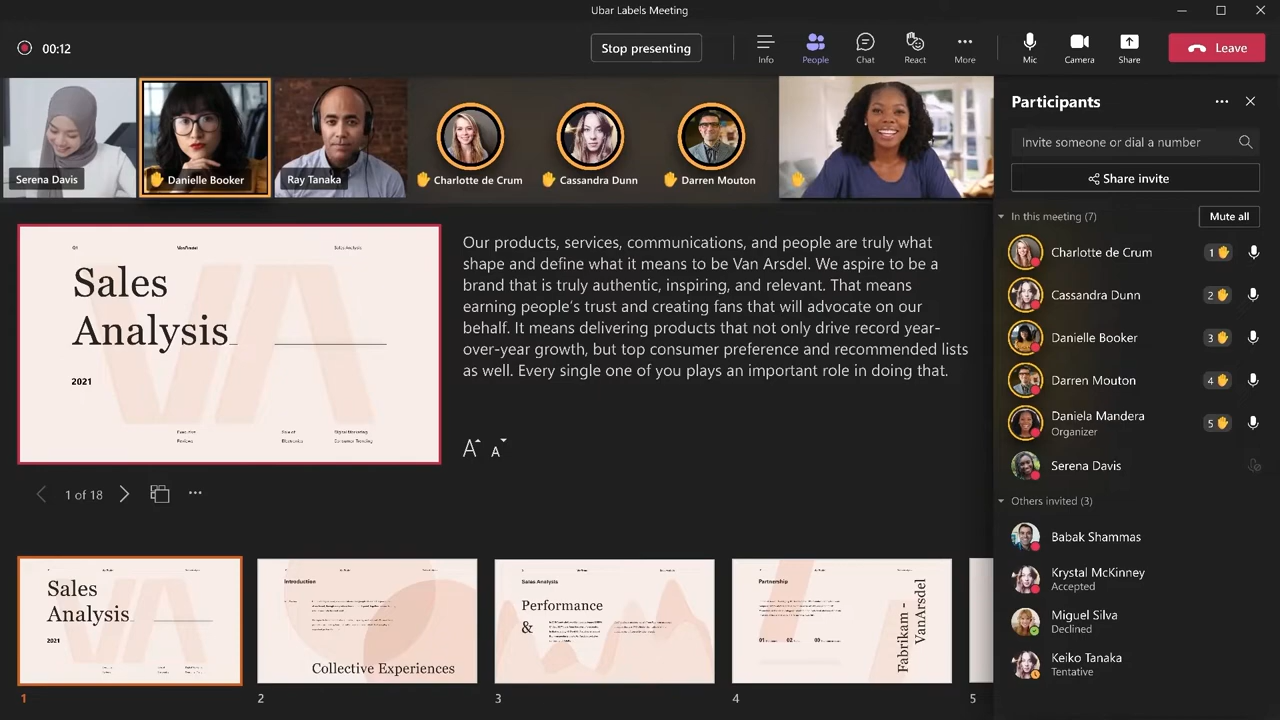 Ubar Labels Meeting
00:12
Stop presenting
Info
People
Chat
React
More
Mic
Camera
Share
Leave
Serena Davis
Danielle Booker
Ray Tanaka
Charlotte de Crum
Cassandra Dunn
Darren Mouton
Participants
Invite someone or dial a number
Share invite
In this meeting (7)
Mute all
Charlotte de Crum
1
Cassandra Dunn
2
Danielle Booker
3
Darren Mouton
4
Daniela Mandera
Organizer
5
Serena Davis
Others invited (3)
Babak Shammas
Krystal McKinney
Accepted
Miguel Silva
Declined
Keiko Tanaka
Tentative
VanArsdel
Sales Analysis
Sales
Analysis_
2021
Our products, services, communications, and people are truly what
shape and define what it means to be Van Arsdel. We aspire to be a
brand that is truly authentic, inspiring, and relevant. That means
earning people's trust and creating fans that will advocate on our
behalf. It means delivering products that not only drive record year-
over-year growth, but top consumer preference and recommended lists
as well. Every single one of you plays an important role in doing that.
A A
1 of 18
Sales
Analysis
2021
1
Introduction
Collective Experiences
2
Sales Analysis
Performance
&
3
Partnership
01
02
Fabrikam -
VanArsdel
4
5